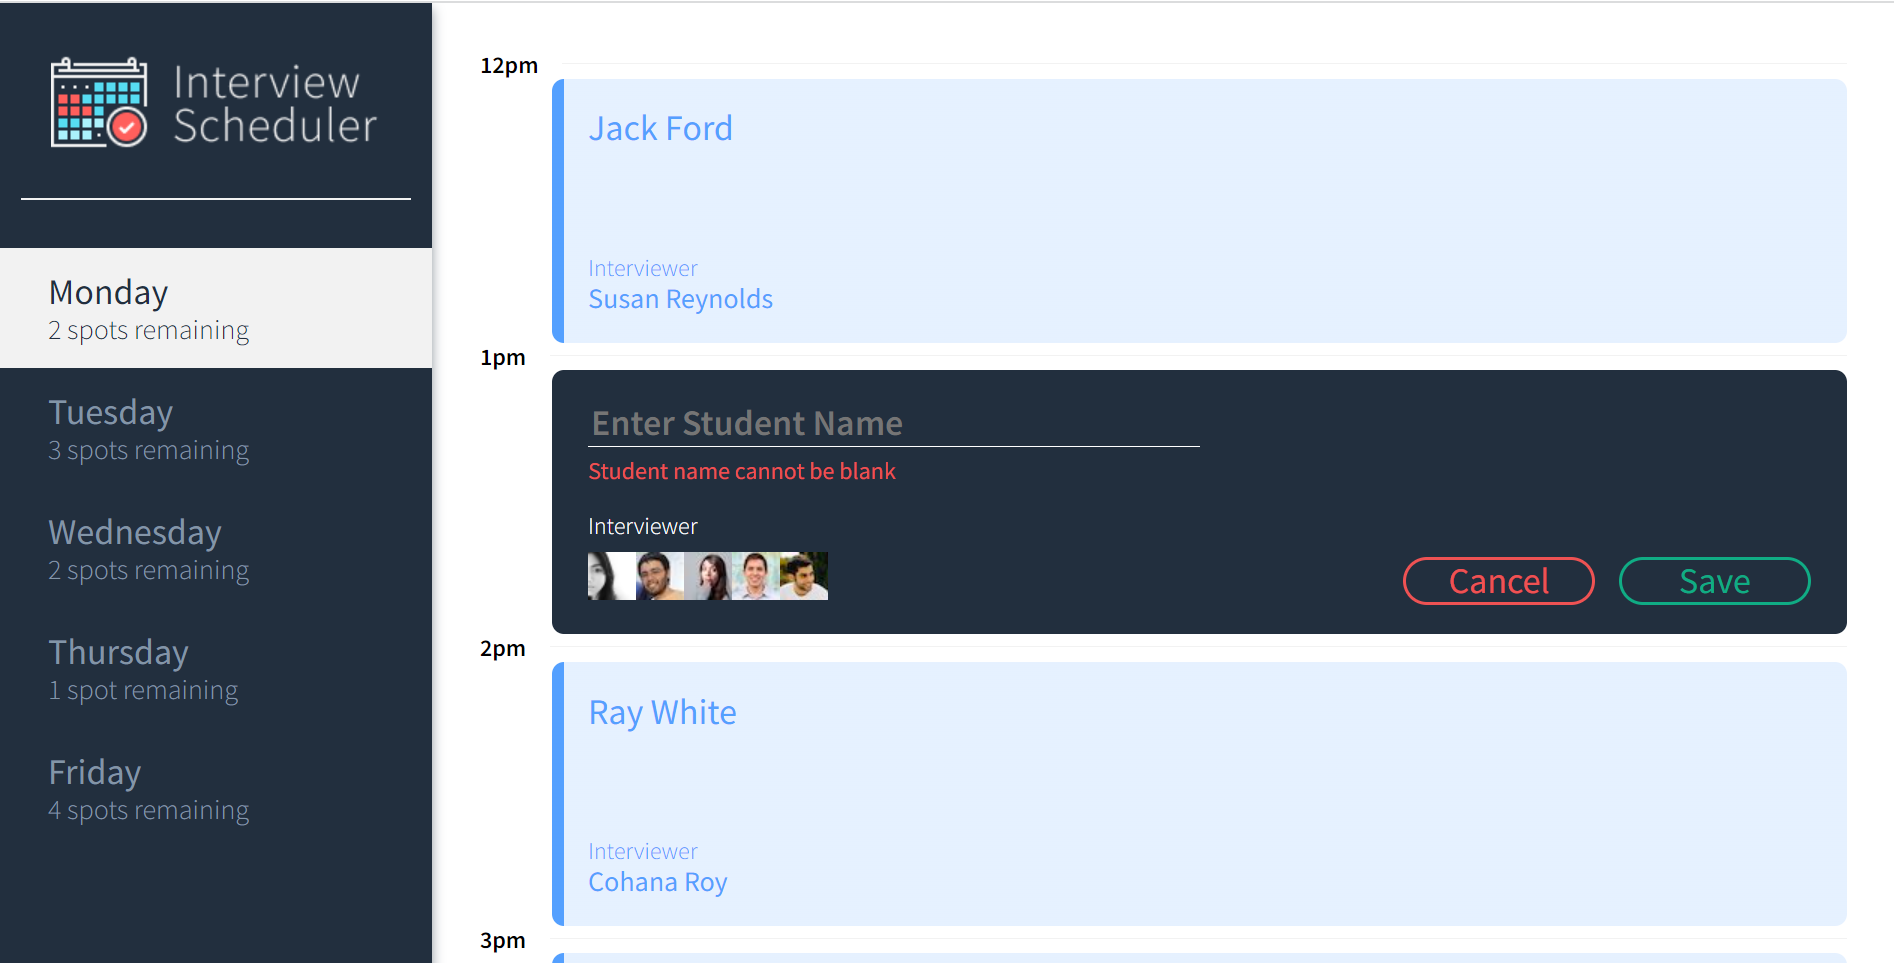 Interview
Scheduler
Monday
2 spots remaining
Tuesday
3 spots remaining
Wednesday
2 spots remaining
Thursday
1 spot remaining
Friday
4 spots remaining
12pm
Jack Ford
Interviewer
Susan Reynolds
1pm
Enter Student Name
Student name cannot be blank
Interviewer
Cancel
Save
2pm
Ray White
Interviewer
Cohana Roy
3pm